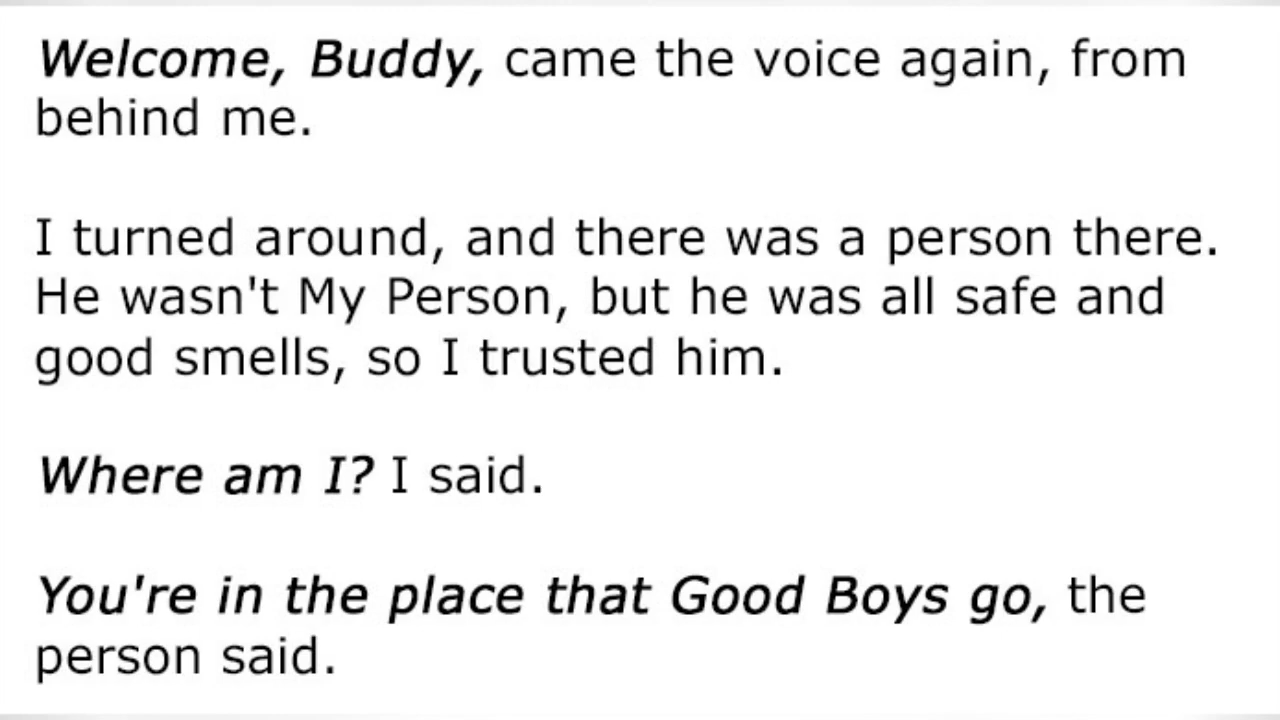 Welcome, Buddy, came the voice again, from
behind me.
I turned around, and there was a person there.
He wasn't My Person, but he was all safe and
good smells, so I trusted him.
Where am I? I said.
You're in the place that Good Boys go, the
person said.